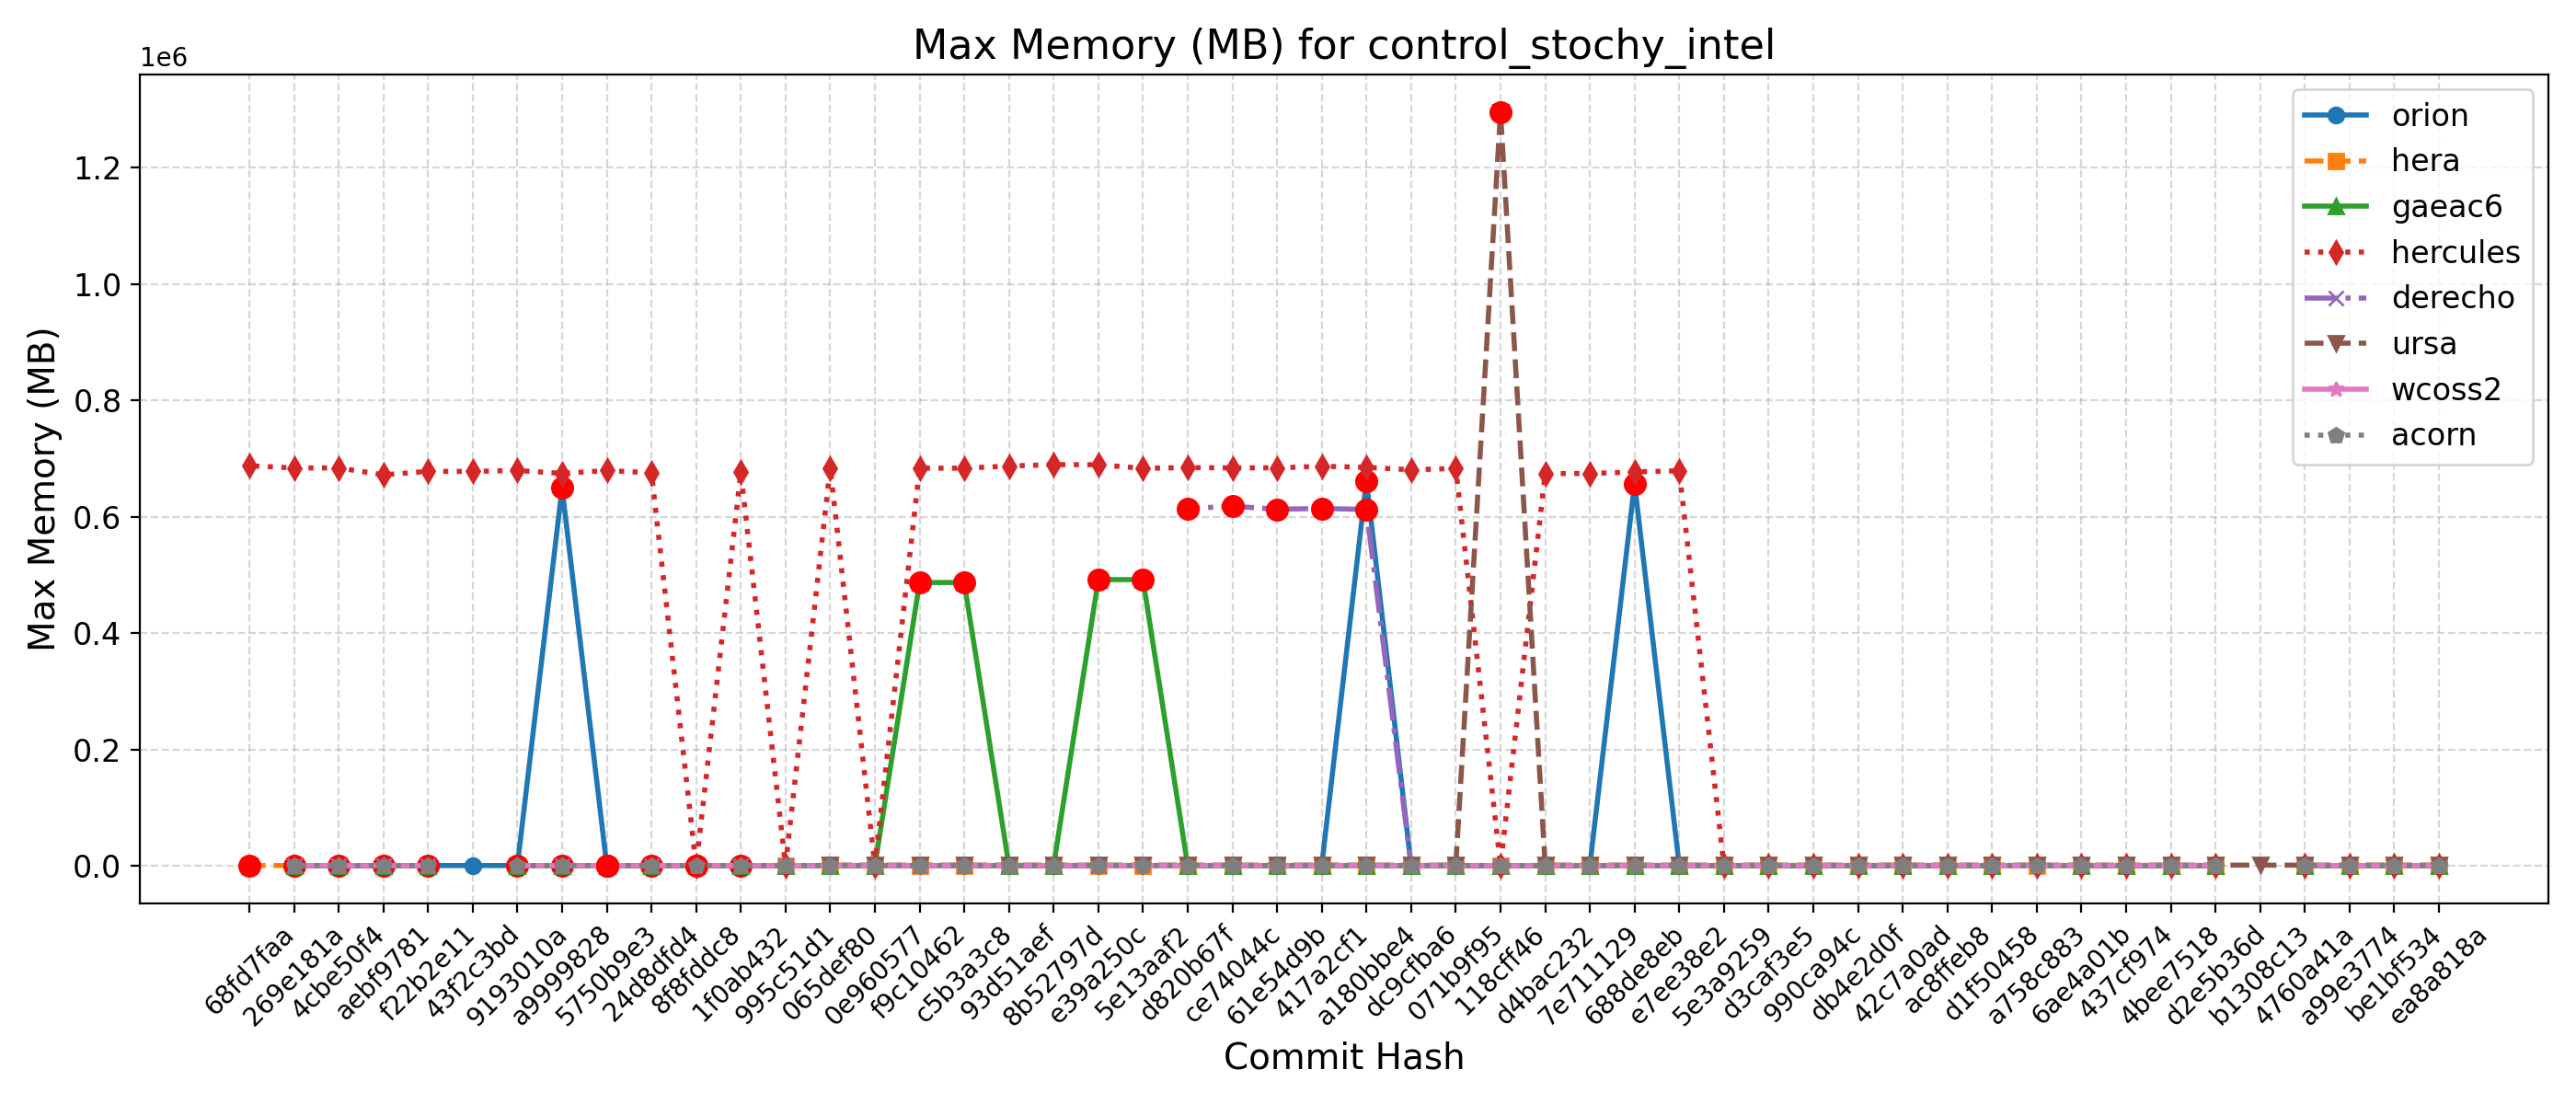 Max Memory (MB) for control_stochy_intel
1e6
1.2
1.0
0.8
0.6
0.4
0.2
0.0
Max Memory (MB)
orion
hera
gaeac6
hercules
derecho
ursa
wcoss2
acorn
68fd7faa
269e181a
4cbe50f4
aebf9781
f22b2e11
43f2c3bd
9193010a
a9999828
5750b9e3
24d8dfd4
8f8fddc8
1f0ab432
995c51d1
065def80
0e960577
f9c10462
c5b3a3c8
93d51aef
8b52797d
e39a250c
5e13aaf2
d820b67f
ce74044c
61e54d9b
417a2cf1
a180bbe4
dc9cfba6
071b9f95
118cff46
d4bac232
7e711129
688de8eb
e7ee38e2
5e3a9259
d3caf3e5
990ca94c
db4e2d0f
42c7a0ad
ac8ffeb8
d1f50458
a758c883
6ae4a01b
437cf974
4bee7518
d2e5b36d
b1308c13
4760a41a
a99e3774
be1bf534
ea8a818a
Commit Hash